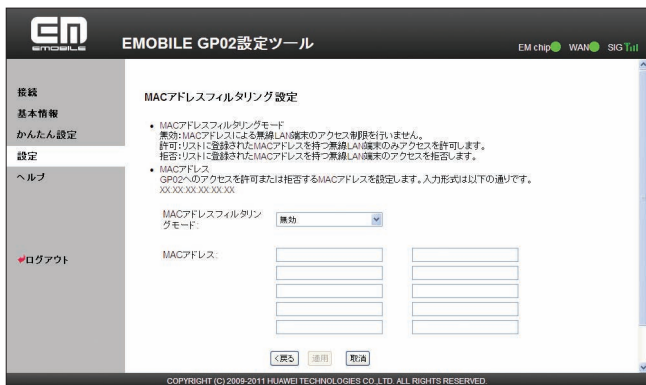 EM
EMOBILE
EMOBILE GP02設定ツール
EM chip WAN SIG
接続
基本情報
かんたん設定
設定
ヘルプ
ログアウト
MACアドレスフィルタリング設定
• MACアドレスフィルタリングモード
無効:MACアドレスによる無線LAN端末のアクセス制限を行いません。
許可:リストに登録されたMACアドレスを持つ無線LAN端末のみアクセスを許可します。
拒否:リストに登録されたMACアドレスを持つ無線LAN端末のアクセスを拒否します。
• MACアドレス
GP02へのアクセスを許可または拒否するMACアドレスを設定します。入力形式は以下の通りです。
XX:XX:XX:XX:XX:XX
MACアドレスフィルタリン
グモード:
無効
MACアドレス:
<戻る 適用 取消
COPYRIGHT (C) 2009-2011 HUAWEI TECHNOLOGIES CO.,LTD. ALL RIGHTS RESERVED.